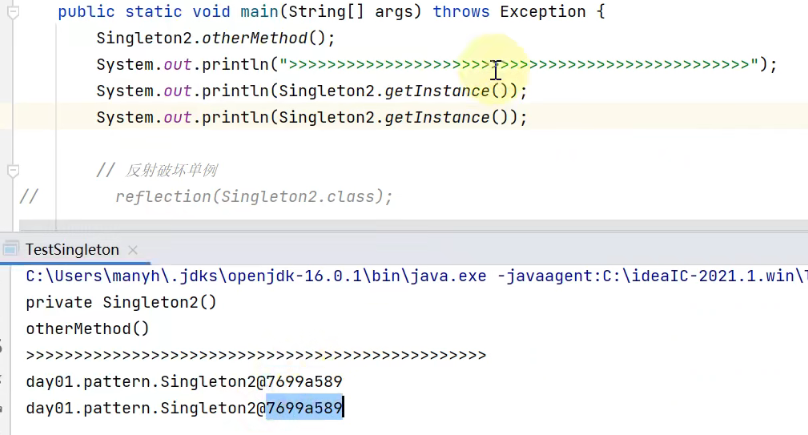 public static void main(String[] args) throws Exception {
Singleton2.otherMethod();
System.out.println(">>>>>>>>>>>>>>>>>>>>>>>>>>>>>>>>>>>>>>>>>>>>>>>");
System.out.println(Singleton2.getInstance());
System.out.println(Singleton2.getInstance());
// 反射破坏单例
// reflection(Singleton2.class);
TestSingleton ×
C:\Users\manyh\.jdks\openjdk-16.0.1\bin\java.exe -javaagent:C:\ideaIC-2021.1.win\
private Singleton2()
otherMethod()
>>>>>>>>>>>>>>>>>>>>>>>>>>>>>>>>>>>>>>>>>>>>>>>
day01.pattern.Singleton2@7699a589
day01.pattern.Singleton2@7699a589